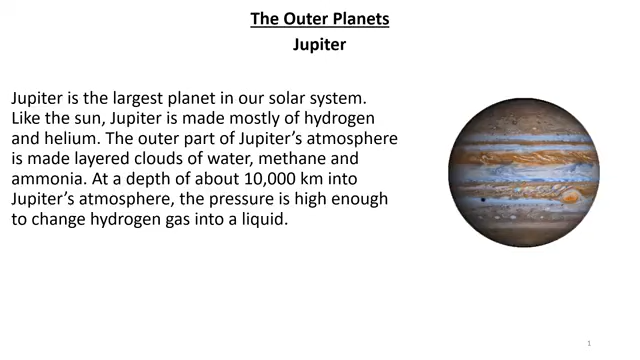 The Outer Planets
Jupiter
Jupiter is the largest planet in our solar system.
Like the sun, Jupiter is made mostly of hydrogen
and helium. The outer part of Jupiter’s atmosphere
is made layered clouds of water, methane and
ammonia. At a depth of about 10,000 km into
Jupiter’s atmosphere, the pressure is high enough
to change hydrogen gas into a liquid.
1